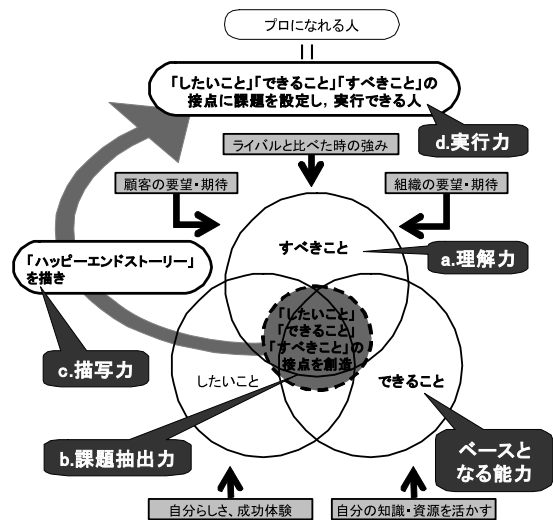 プロになれる人
「したいこと」「できること」「すべきこと」の
接点に課題を設定し，実行できる人
d.実行力
ライバルと比べた時の強み
顧客の要望・期待
組織の要望・期待
すべきこと
a.理解力
「ハッピーエンドストーリー」
を描き
「したいこと」
「できること」
「すべきこと」の
接点を創造
c.描写力
したいこと
できること
b.課題抽出力
ベースと
なる能力
自分らしさ、成功体験
自分の知識・資源を活かす